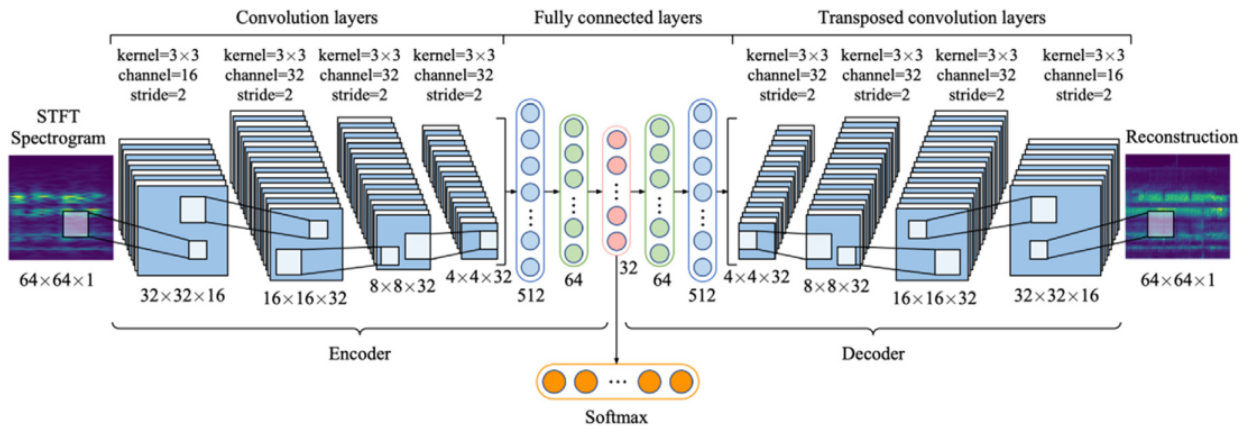 Convolution layers
Fully connected layers
Transposed convolution layers
kernel=3×3
channel=16
stride=2
kernel=3×3
channel=32
stride=2
kernel=3×3
channel=32
stride=2
kernel=3×3
channel=32
stride=2
kernel=3×3
channel=32
stride=2
kernel=3×3
channel=32
stride=2
kernel=3×3
channel=32
stride=2
kernel=3×3
channel=16
stride=2
STFT
Spectrogram
Reconstruction
64×64×1
32×32×16
16×16×32
8×8×32
4×4×32
512
64
32
64
512
4×4×32
8×8×32
16×16×32
32×32×16
64×64×1
Encoder
Decoder
Softmax